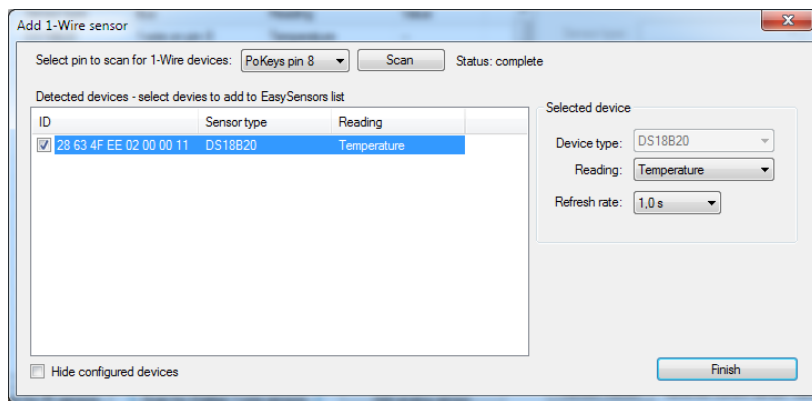 Add 1-Wire sensor
Select pin to scan for 1-Wire devices: PoKeys pin 8 Scan Status: complete
Detected devices - select devies to add to EasySensors list
ID Sensor type Reading
28 63 4F EE 02 00 00 11 DS18B20 Temperature
Selected device
Device type: DS18B20
Reading: Temperature
Refresh rate: 1,0 s
Hide configured devices
Finish